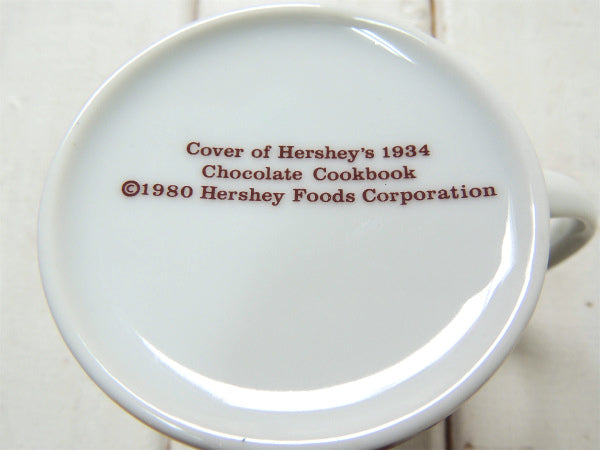 Cover of Hershey's 1934
Chocolate Cookbook
©1980 Hershey Foods Corporation